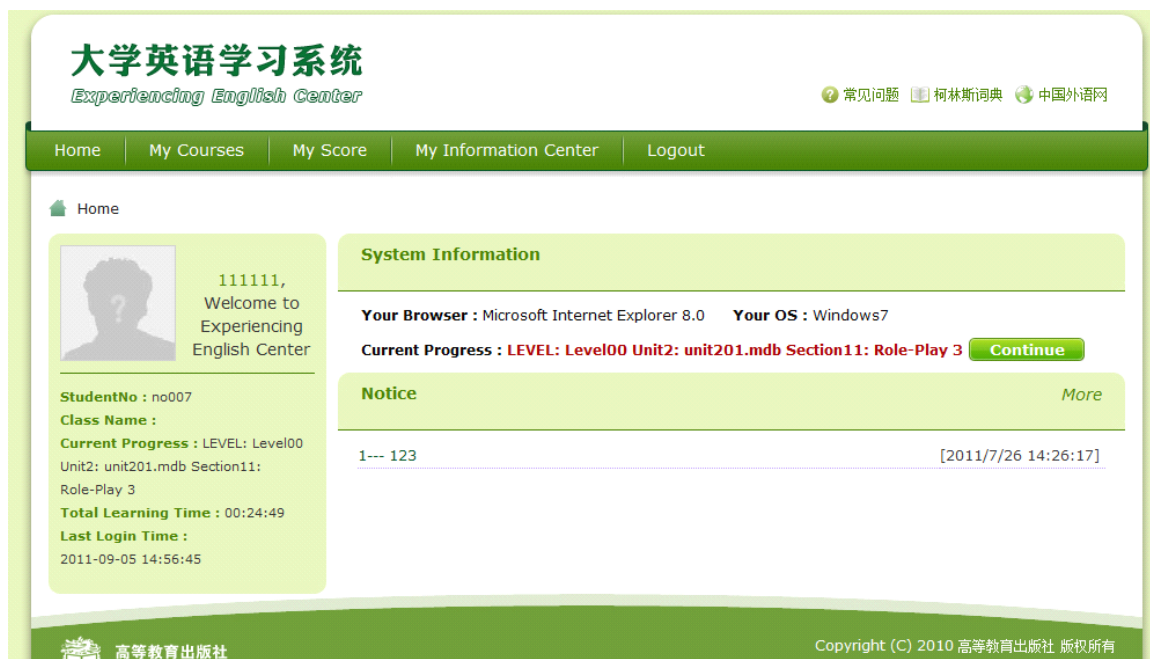 大学英语学习系统
Experiencing English Center
常见问题 柯林斯词典 中国外语网
Home My Courses My Score My Information Center Logout
Home
?
111111,
Welcome to
Experiencing
English Center
StudentNo : no007
Class Name :
Current Progress : LEVEL: Level00
Unit2: unit201.mdb Section11:
Role-Play 3
Total Learning Time : 00:24:49
Last Login Time :
2011-09-05 14:56:45
System Information
Your Browser : Microsoft Internet Explorer 8.0 Your OS : Windows7
Current Progress : LEVEL: Level00 Unit2: unit201.mdb Section11: Role-Play 3 Continue
Notice More
1--- 123 [2011/7/26 14:26:17]
高等教育出版社
Copyright (C) 2010 高等教育出版社 版权所有